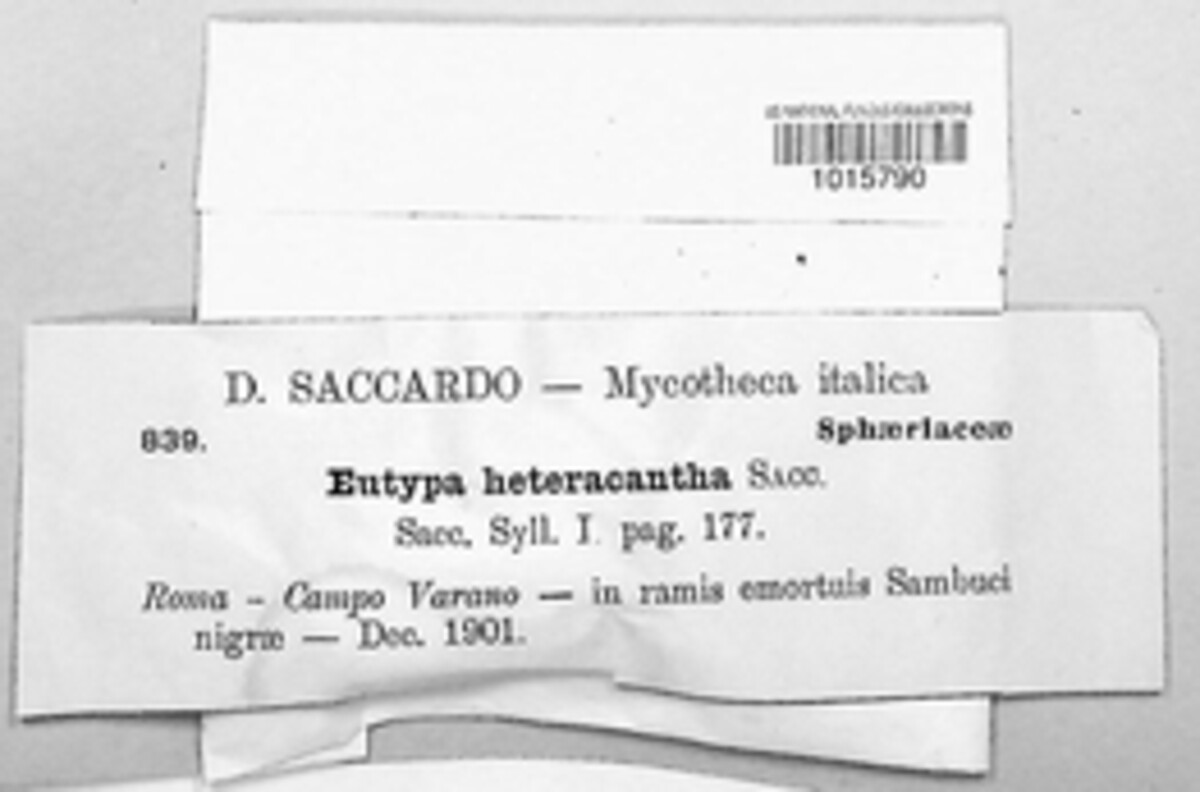 1015790
D. SACCARDO — Mycotheca italica
839. Sphæriaceæ
Eutypa heteracantha Sacc.
Sacc. Syll. I. pag. 177.
Roma - Campo Varano — in ramis emortuis Sambuci
nigræ — Dec. 1901.